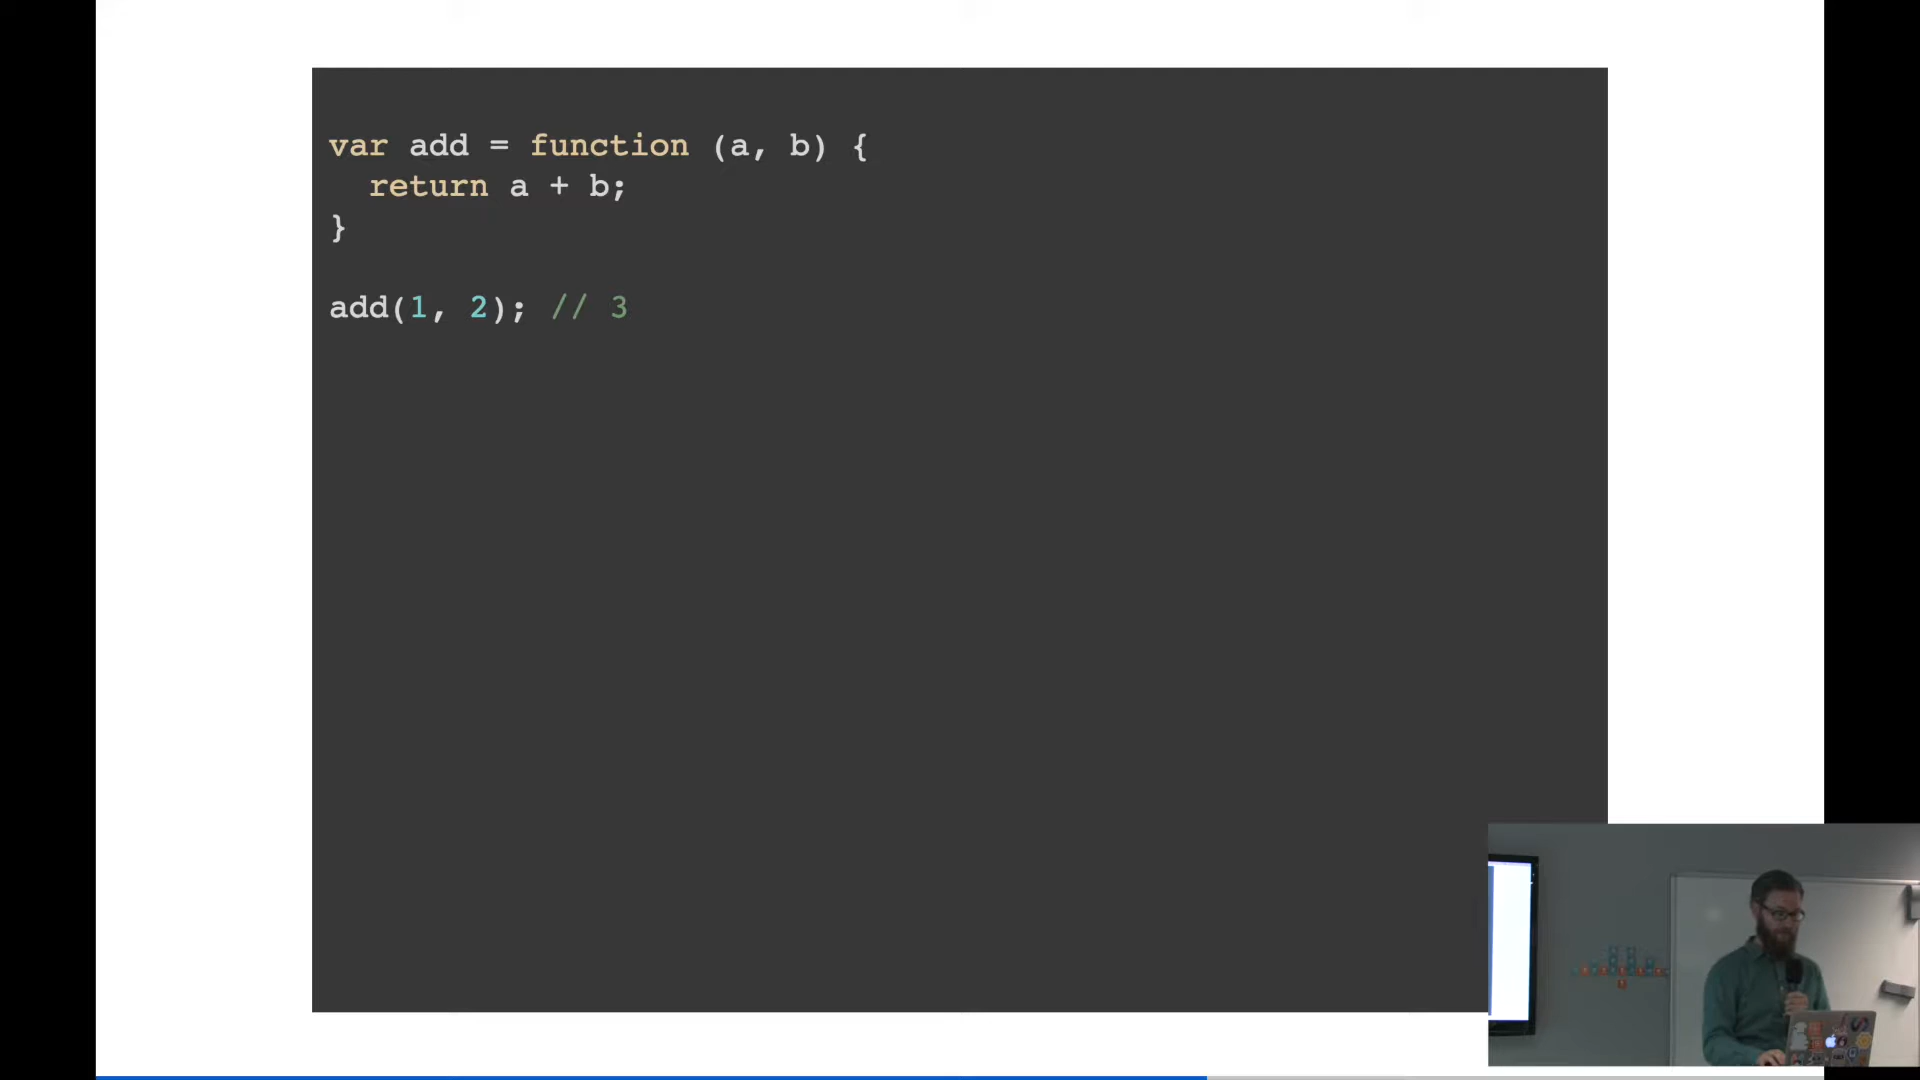 var add = function (a, b) {
  return a + b;
}
add(1, 2); // 3